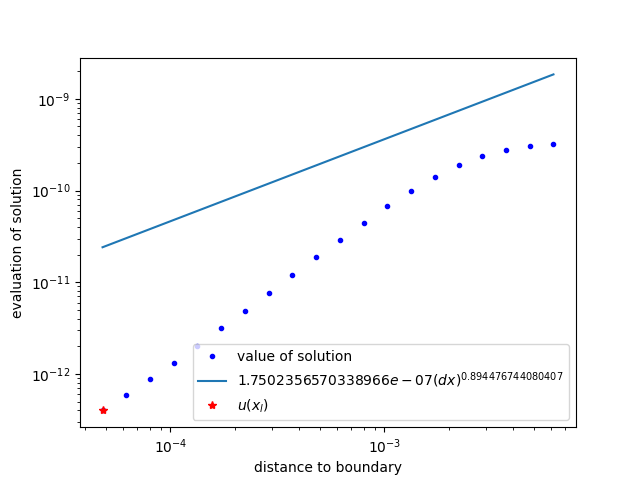 10⁻⁹
10⁻¹⁰
10⁻¹¹
10⁻¹²
evaluation of solution
value of solution
1.7502356570338966e − 07(dx)^0.894476744080407
u(x_l)
10⁻⁴
10⁻³
distance to boundary